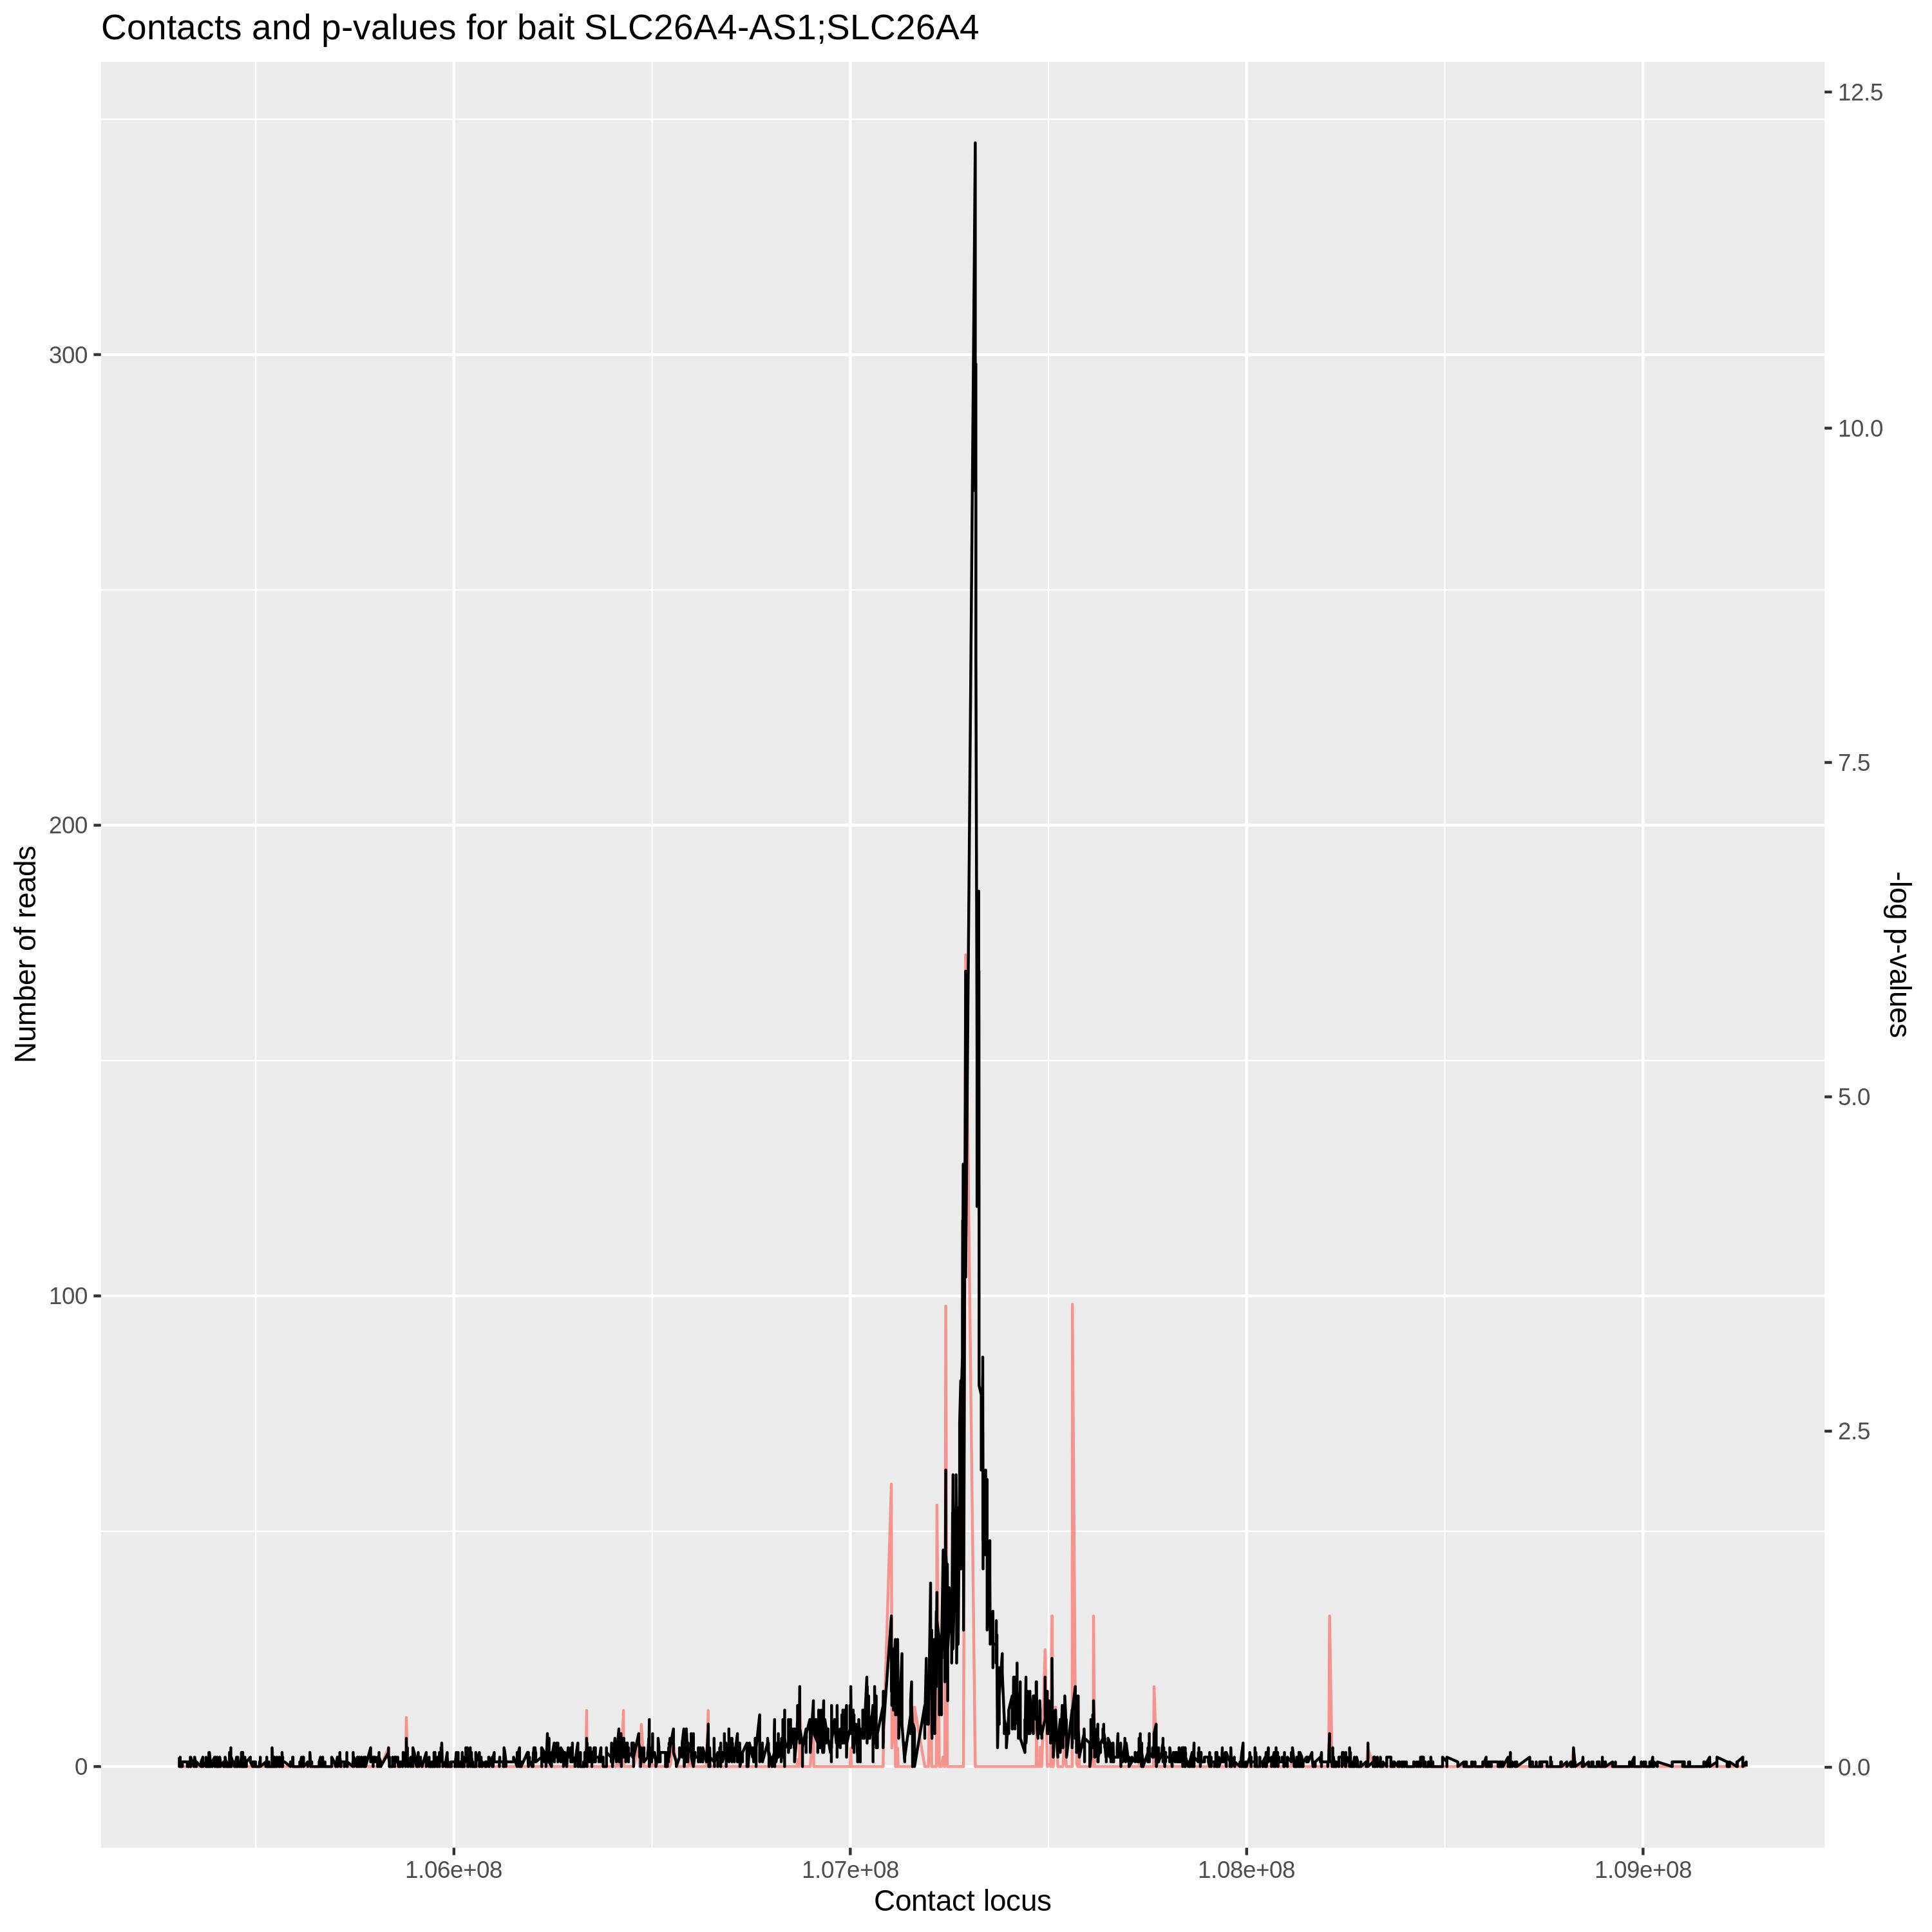 Contacts and p-values for bait SLC26A4-AS1;SLC26A4
12.5
300
10.0
7.5
200
Number of reads
-log p-values
5.0
100
2.5
0
0.0
1.06e+08
1.07e+08
1.08e+08
1.09e+08
Contact locus